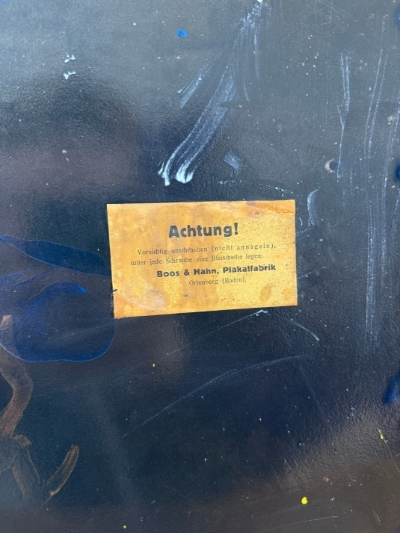 Achtung!
Vorsichtig anschrauben (nicht annageln),
unter jede Schraube eine Bleischeibe legen.
Boos & Hahn, Plakatfabrik
Ortenberg (Baden).